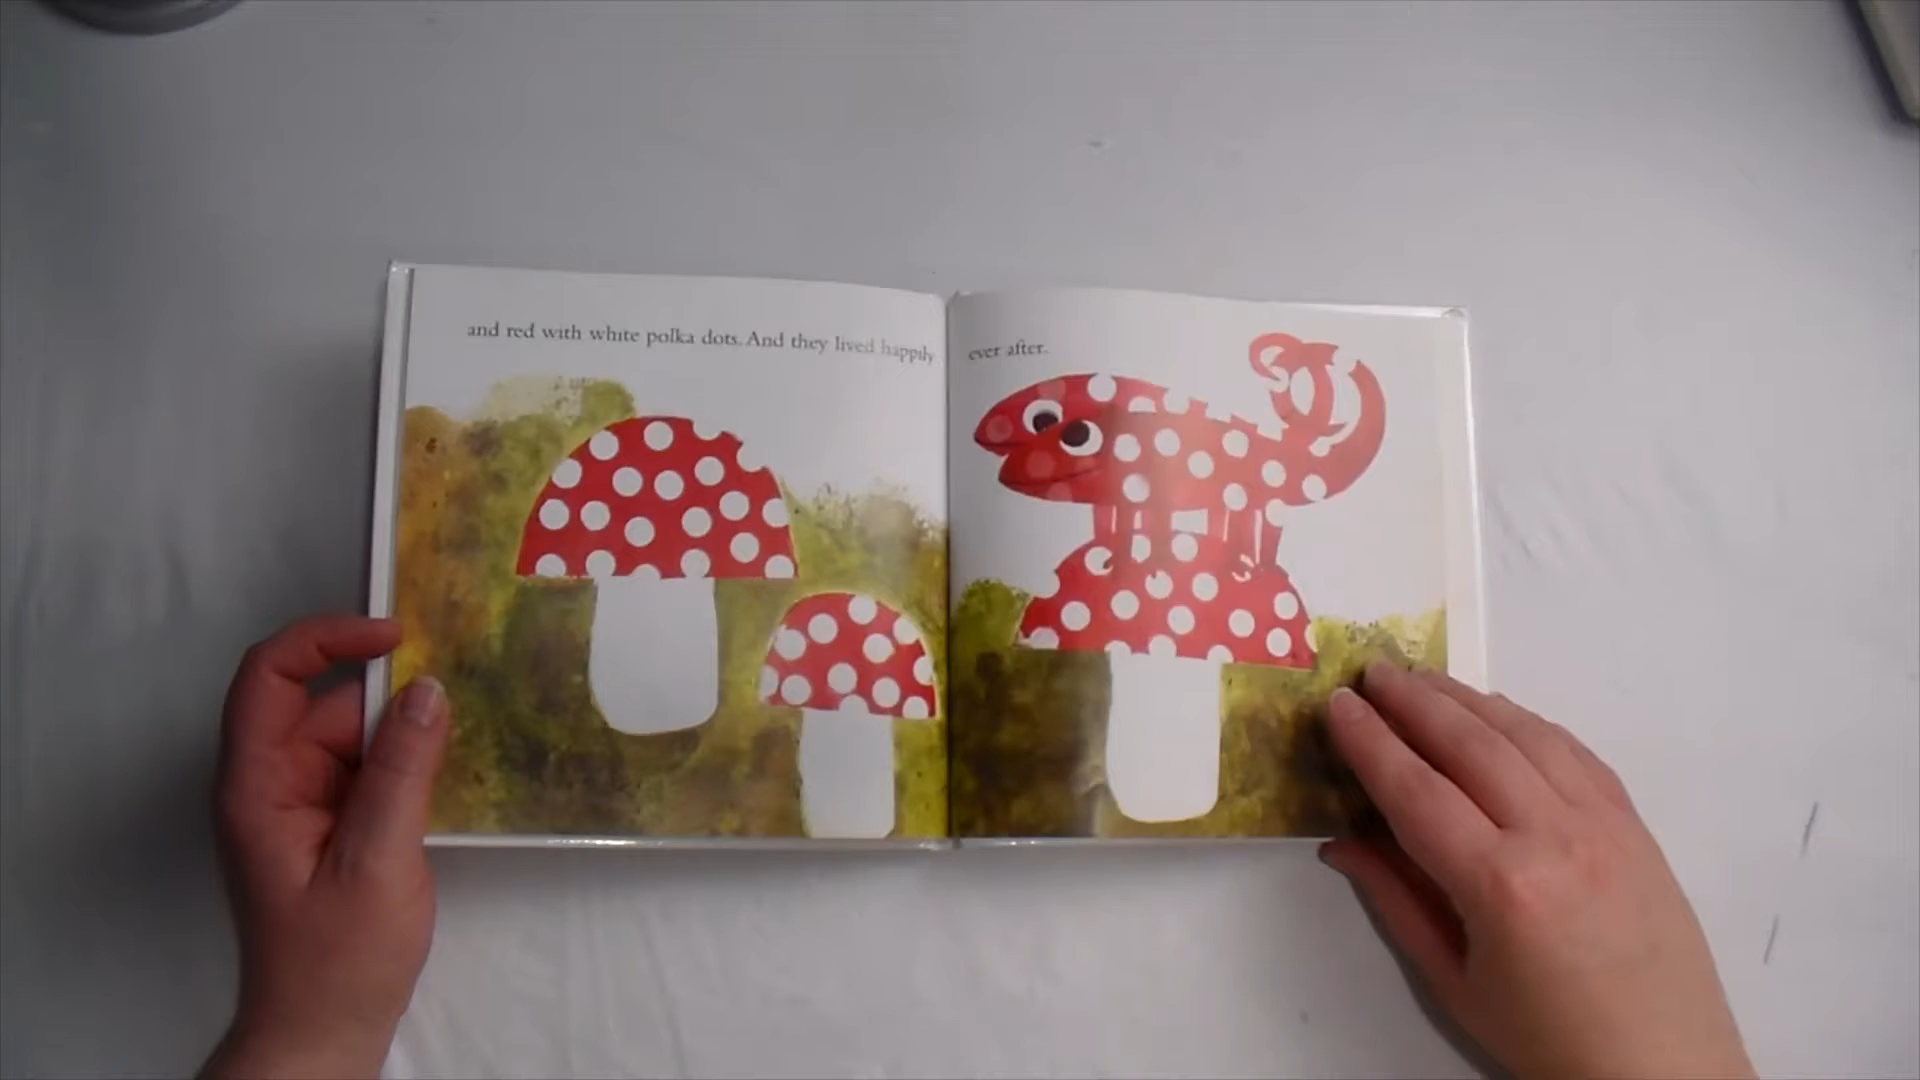 and red with white polka dots. And they lived happily
ever after.